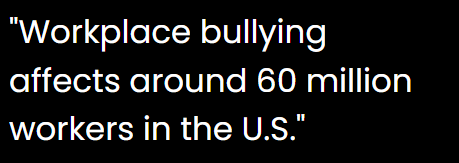 "Workplace bullying
affects around 60 million
workers in the U.S."